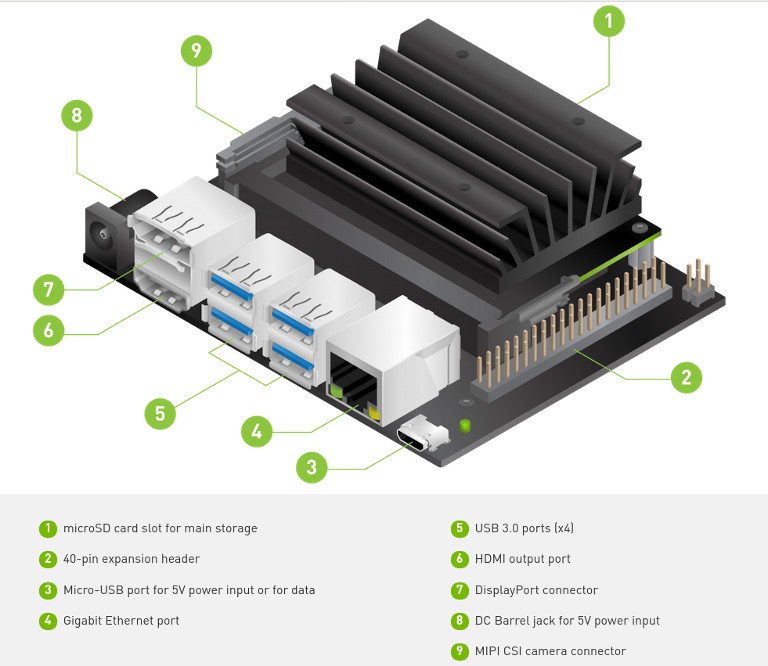 1
9
8
7
6
2
5
4
3
1 microSD card slot for main storage
2 40-pin expansion header
3 Micro-USB port for 5V power input or for data
4 Gigabit Ethernet port
5 USB 3.0 ports (x4)
6 HDMI output port
7 DisplayPort connector
8 DC Barrel jack for 5V power input
9 MIPI CSI camera connector